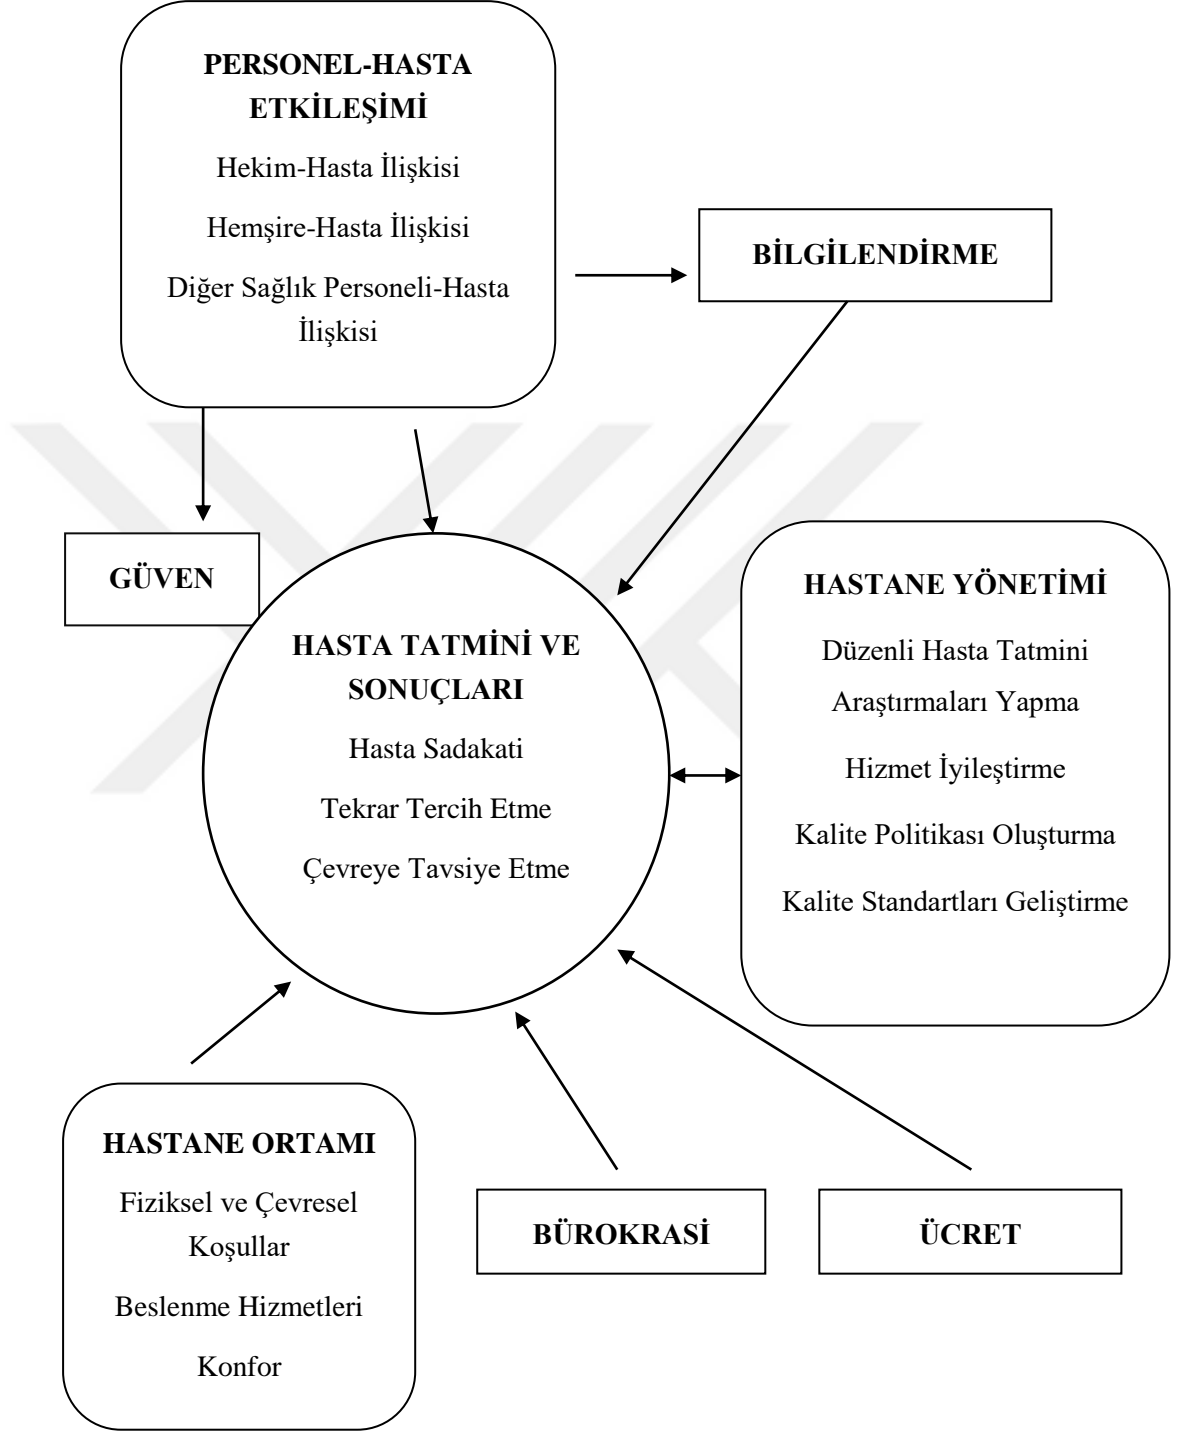 PERSONEL-HASTA
ETKİLEŞİMİ
Hekim-Hasta İlişkisi
Hemşire-Hasta İlişkisi
Diğer Sağlık Personeli-Hasta
İlişkisi
BİLGİLENDİRME
GÜVEN
HASTA TATMİNİ VE
SONUÇLARI
Hasta Sadakati
Tekrar Tercih Etme
Çevreye Tavsiye Etme
HASTANE YÖNETİMİ
Düzenli Hasta Tatmini
Araştırmaları Yapma
Hizmet İyileştirme
Kalite Politikası Oluşturma
Kalite Standartları Geliştirme
HASTANE ORTAMI
Fiziksel ve Çevresel
Koşullar
Beslenme Hizmetleri
Konfor
BÜROKRASİ
ÜCRET